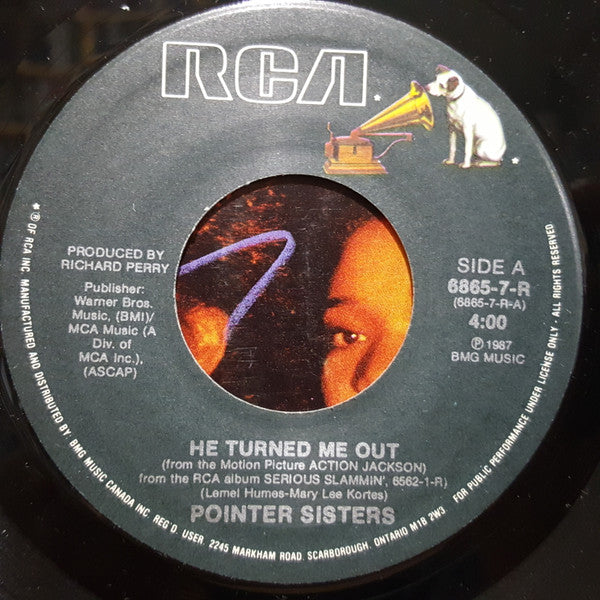 RCA
PRODUCED BY
RICHARD PERRY
Publisher:
Warner Bros.
Music, (BMI)/
MCA Music (A
Div. of
MCA Inc.),
(ASCAP)
SIDE A
6865-7-R
(6865-7-R-A)
4:00
Ⓟ 1987
BMG MUSIC
HE TURNED ME OUT
(from the Motion Picture ACTION JACKSON)
(from the RCA album SERIOUS SLAMMIN', 6562-1-R)
(Lemel Humes-Mary Lee Kortes)
POINTER SISTERS
★ ® OF RCA INC. MANUFACTURED AND DISTRIBUTED BY BMG MUSIC CANADA INC. REG'D. USER. 2245 MARKHAM ROAD. SCARBOROUGH. ONTARIO M1B 2W3 FOR PUBLIC PERFORMANCE UNDER LICENSE ONLY - ALL RIGHTS RESERVED